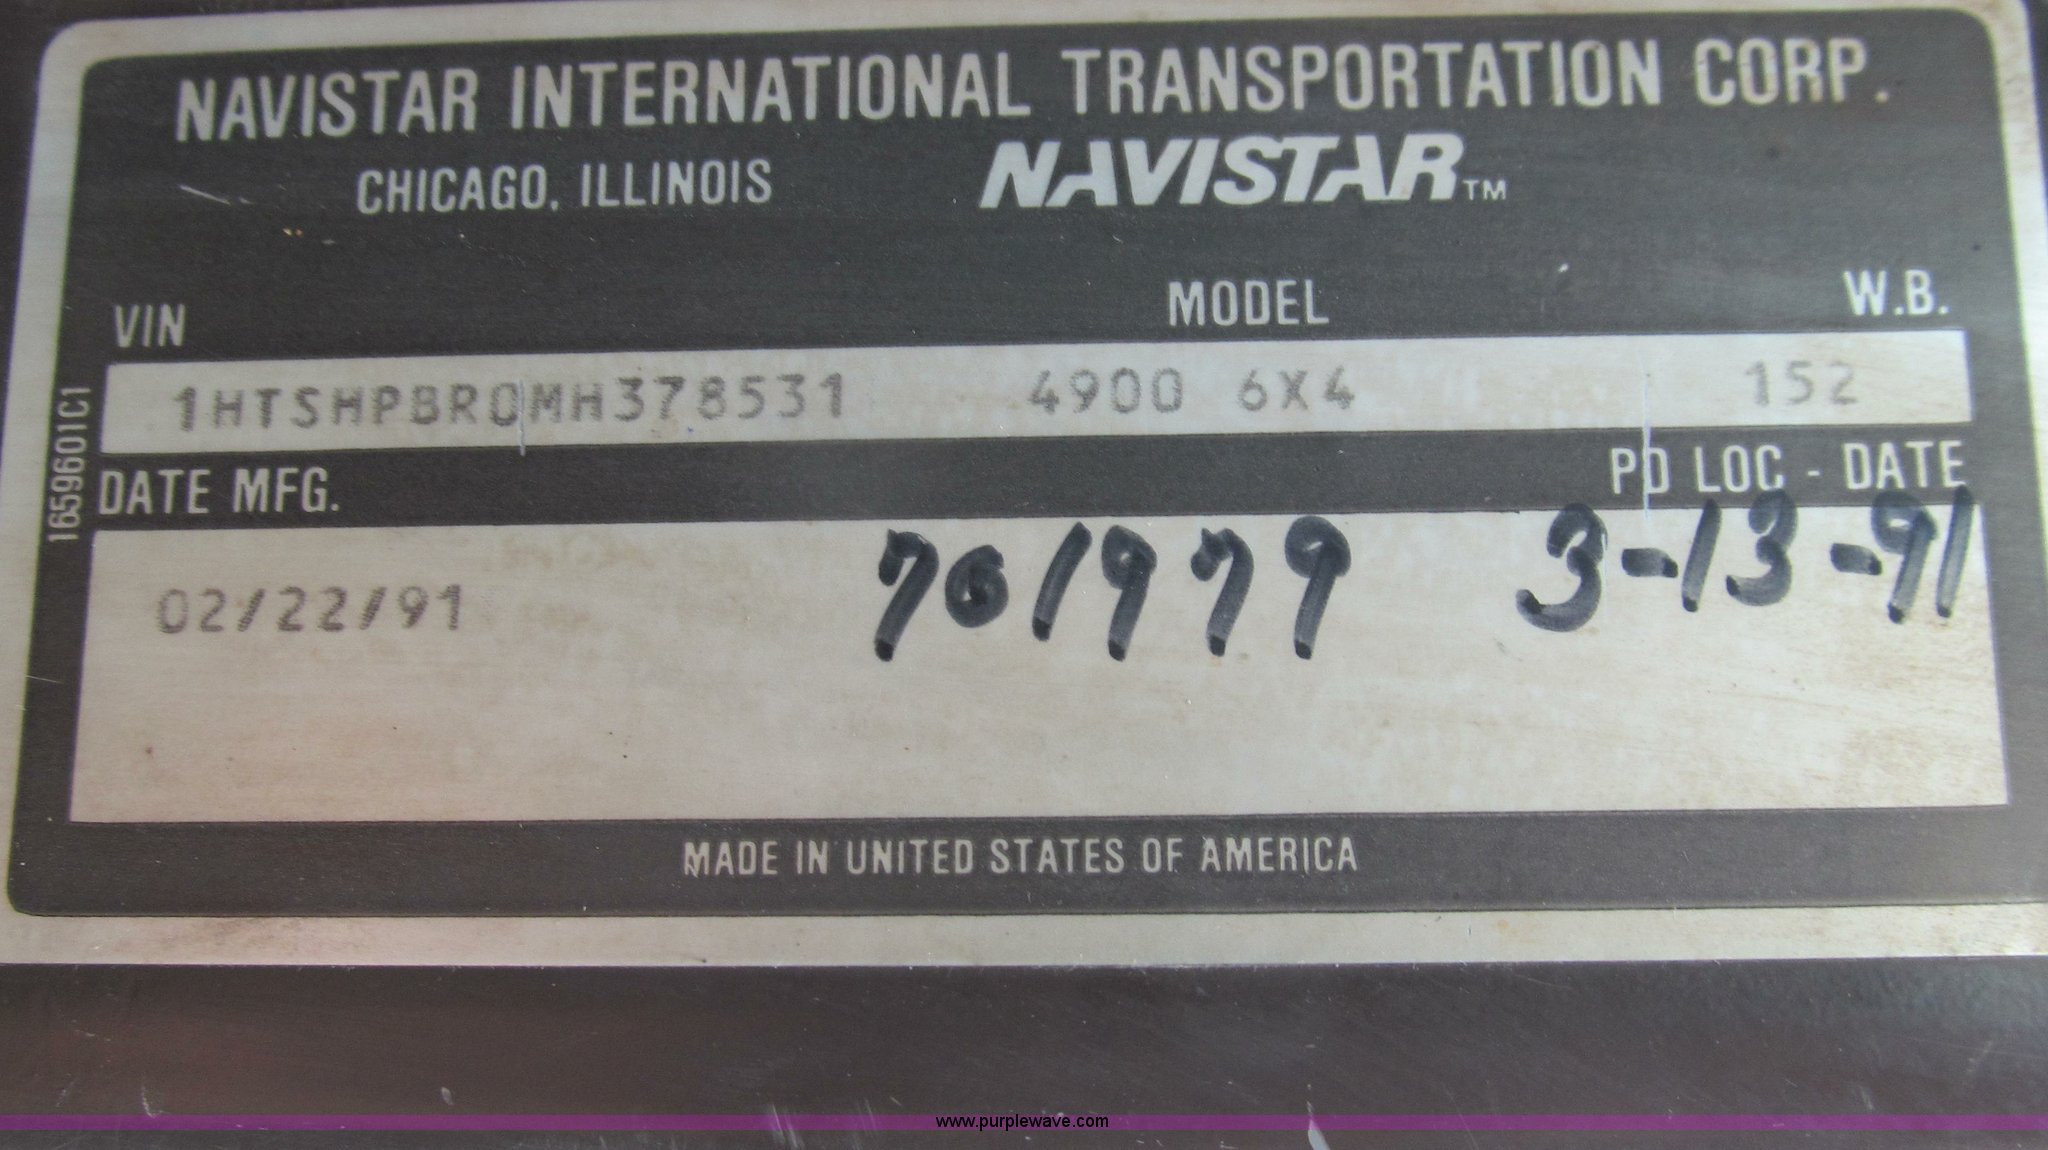 NAVISTAR INTERNATIONAL TRANSPORTATION CORP.
CHICAGO, ILLINOIS NAVISTAR™
VIN MODEL W.B.
1HTSHPBR0MH378531 4900 6X4 152
1659601C1
DATE MFG. PD LOC - DATE
02/22/91 701979 3-13-91
MADE IN UNITED STATES OF AMERICA
www.purplewave.com